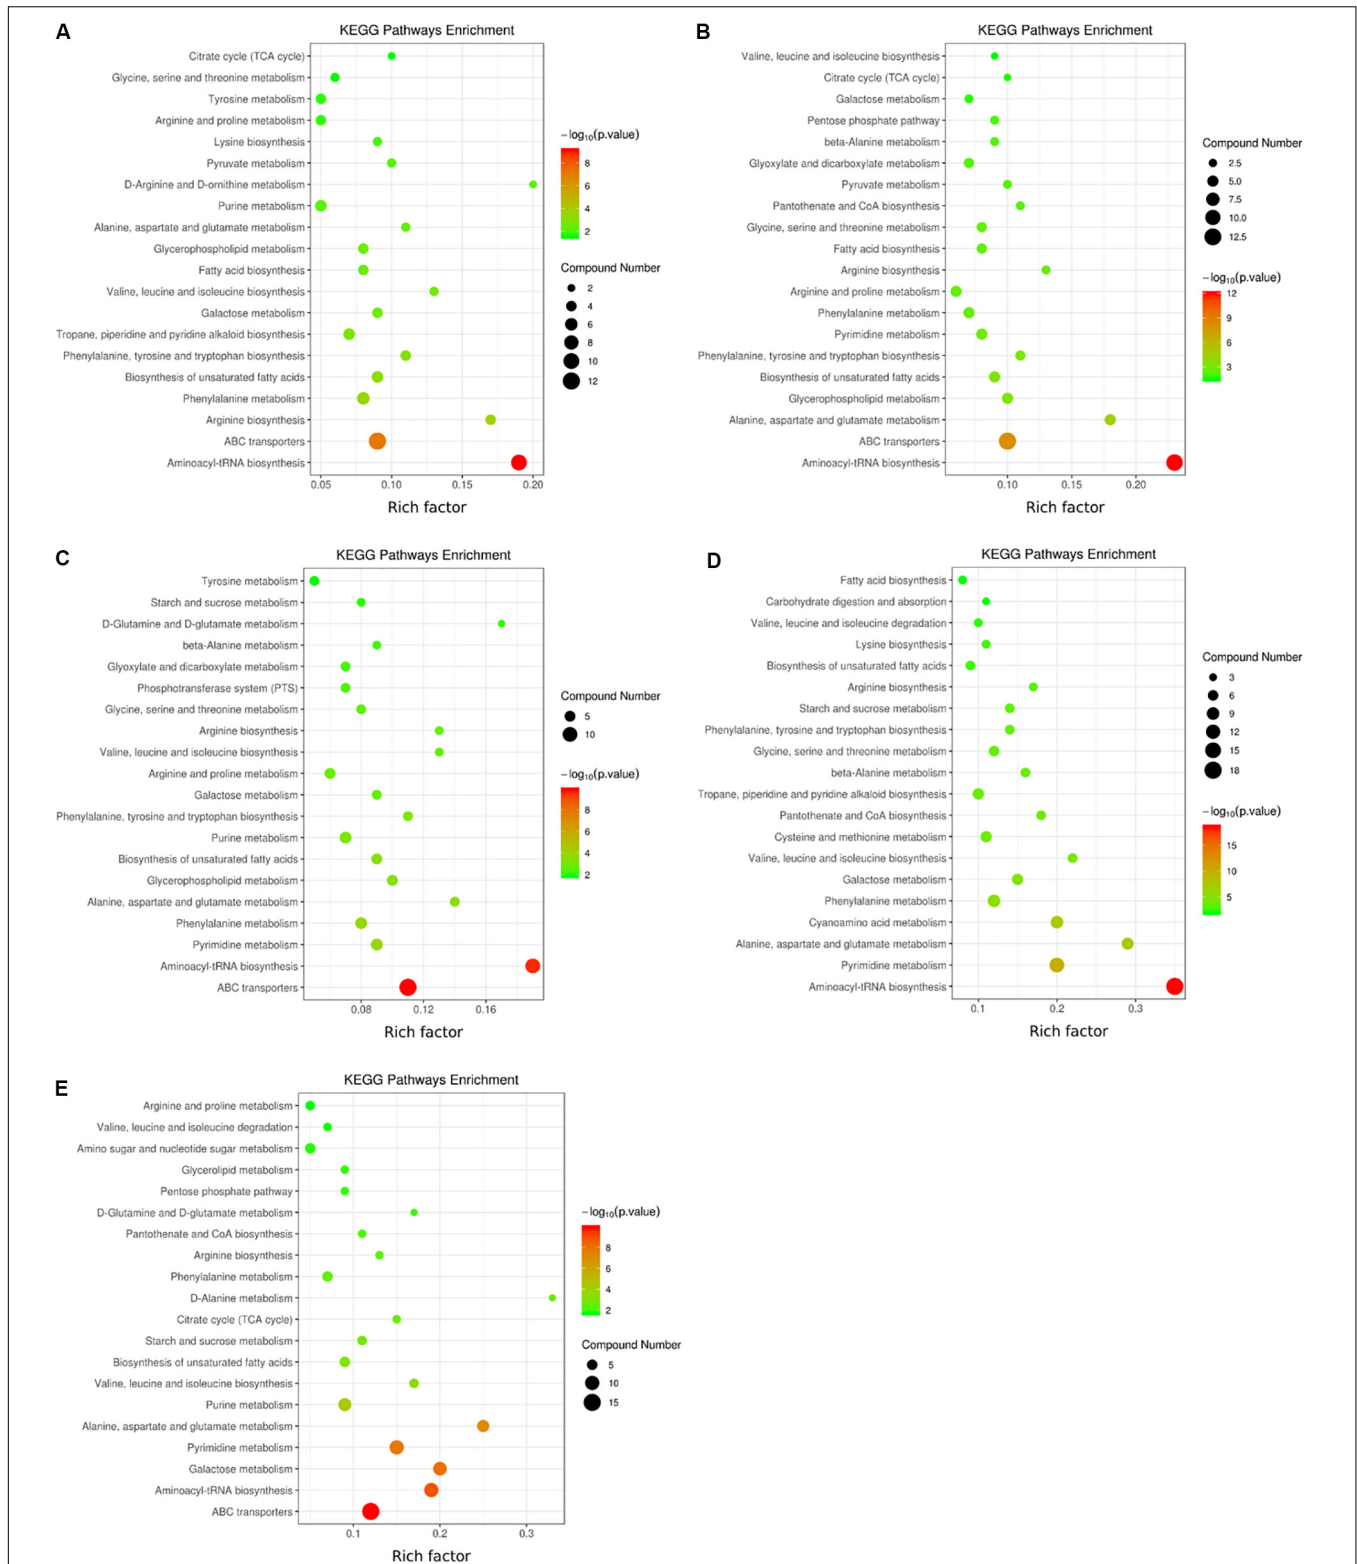 A
KEGG Pathways Enrichment
Citrate cycle (TCA cycle)
Glycine, serine and threonine metabolism
Tyrosine metabolism
Arginine and proline metabolism
Lysine biosynthesis
Pyruvate metabolism
D-Arginine and D-ornithine metabolism
Purine metabolism
Alanine, aspartate and glutamate metabolism
Glycerophospholipid metabolism
Fatty acid biosynthesis
Valine, leucine and isoleucine biosynthesis
Galactose metabolism
Tropane, piperidine and pyridine alkaloid biosynthesis
Phenylalanine, tyrosine and tryptophan biosynthesis
Biosynthesis of unsaturated fatty acids
Phenylalanine metabolism
Arginine biosynthesis
ABC transporters
Aminoacyl-tRNA biosynthesis
0.05 0.10 0.15 0.20
Rich factor
−log10(p.value)
8
6
4
2
Compound Number
2
4
6
8
10
12
B
KEGG Pathways Enrichment
Valine, leucine and isoleucine biosynthesis
Citrate cycle (TCA cycle)
Galactose metabolism
Pentose phosphate pathway
beta-Alanine metabolism
Glyoxylate and dicarboxylate metabolism
Pyruvate metabolism
Pantothenate and CoA biosynthesis
Glycine, serine and threonine metabolism
Fatty acid biosynthesis
Arginine biosynthesis
Arginine and proline metabolism
Phenylalanine metabolism
Pyrimidine metabolism
Phenylalanine, tyrosine and tryptophan biosynthesis
Biosynthesis of unsaturated fatty acids
Glycerophospholipid metabolism
Alanine, aspartate and glutamate metabolism
ABC transporters
Aminoacyl-tRNA biosynthesis
0.10 0.15 0.20
Rich factor
Compound Number
2.5
5.0
7.5
10.0
12.5
−log10(p.value)
12
9
6
3
C
KEGG Pathways Enrichment
Tyrosine metabolism
Starch and sucrose metabolism
D-Glutamine and D-glutamate metabolism
beta-Alanine metabolism
Glyoxylate and dicarboxylate metabolism
Phosphotransferase system (PTS)
Glycine, serine and threonine metabolism
Arginine biosynthesis
Valine, leucine and isoleucine biosynthesis
Arginine and proline metabolism
Galactose metabolism
Phenylalanine, tyrosine and tryptophan biosynthesis
Purine metabolism
Biosynthesis of unsaturated fatty acids
Glycerophospholipid metabolism
Alanine, aspartate and glutamate metabolism
Phenylalanine metabolism
Pyrimidine metabolism
Aminoacyl-tRNA biosynthesis
ABC transporters
0.08 0.12 0.16
Rich factor
Compound Number
5
10
−log10(p.value)
8
6
4
2
D
KEGG Pathways Enrichment
Fatty acid biosynthesis
Carbohydrate digestion and absorption
Valine, leucine and isoleucine degradation
Lysine biosynthesis
Biosynthesis of unsaturated fatty acids
Arginine biosynthesis
Starch and sucrose metabolism
Phenylalanine, tyrosine and tryptophan biosynthesis
Glycine, serine and threonine metabolism
beta-Alanine metabolism
Tropane, piperidine and pyridine alkaloid biosynthesis
Pantothenate and CoA biosynthesis
Cysteine and methionine metabolism
Valine, leucine and isoleucine biosynthesis
Galactose metabolism
Phenylalanine metabolism
Cyanoamino acid metabolism
Alanine, aspartate and glutamate metabolism
Pyrimidine metabolism
Aminoacyl-tRNA biosynthesis
0.1 0.2 0.3
Rich factor
Compound Number
3
6
9
12
15
18
−log10(p.value)
15
10
5
E
KEGG Pathways Enrichment
Arginine and proline metabolism
Valine, leucine and isoleucine degradation
Amino sugar and nucleotide sugar metabolism
Glycerolipid metabolism
Pentose phosphate pathway
D-Glutamine and D-glutamate metabolism
Pantothenate and CoA biosynthesis
Arginine biosynthesis
Phenylalanine metabolism
D-Alanine metabolism
Citrate cycle (TCA cycle)
Starch and sucrose metabolism
Biosynthesis of unsaturated fatty acids
Valine, leucine and isoleucine biosynthesis
Purine metabolism
Alanine, aspartate and glutamate metabolism
Pyrimidine metabolism
Galactose metabolism
Aminoacyl-tRNA biosynthesis
ABC transporters
0.1 0.2 0.3
Rich factor
−log10(p.value)
8
6
4
2
Compound Number
5
10
15